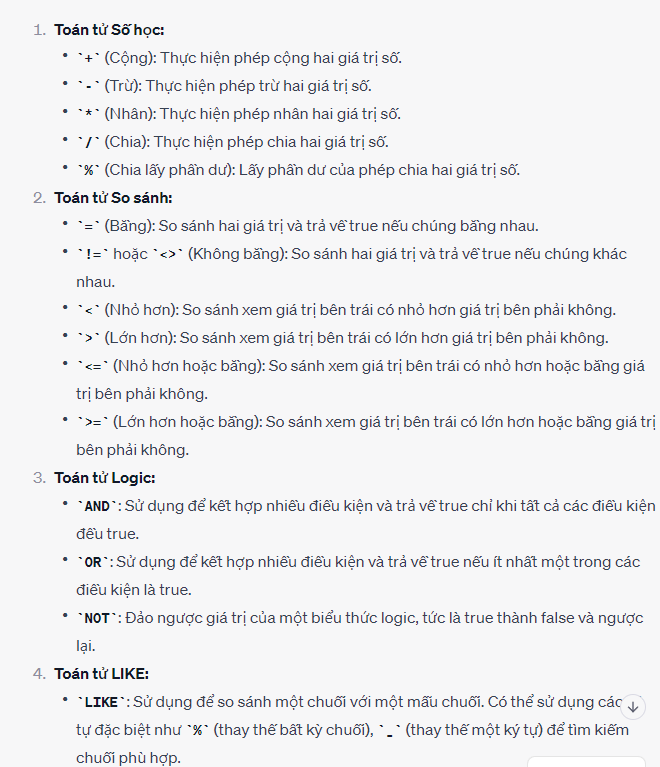 1. Toán tử Số học:
• `+` (Cộng): Thực hiện phép cộng hai giá trị số.
• `-` (Trừ): Thực hiện phép trừ hai giá trị số.
• `*` (Nhân): Thực hiện phép nhân hai giá trị số.
• `/` (Chia): Thực hiện phép chia hai giá trị số.
• `%` (Chia lấy phần dư): Lấy phần dư của phép chia hai giá trị số.
2. Toán tử So sánh:
• `=` (Bằng): So sánh hai giá trị và trả về true nếu chúng bằng nhau.
• `!=` hoặc `<>` (Không bằng): So sánh hai giá trị và trả về true nếu chúng khác
nhau.
• `<` (Nhỏ hơn): So sánh xem giá trị bên trái có nhỏ hơn giá trị bên phải không.
• `>` (Lớn hơn): So sánh xem giá trị bên trái có lớn hơn giá trị bên phải không.
• `<=` (Nhỏ hơn hoặc bằng): So sánh xem giá trị bên trái có nhỏ hơn hoặc bằng giá
trị bên phải không.
• `>=` (Lớn hơn hoặc bằng): So sánh xem giá trị bên trái có lớn hơn hoặc bằng giá trị
bên phải không.
3. Toán tử Logic:
• `AND`: Sử dụng để kết hợp nhiều điều kiện và trả về true chỉ khi tất cả các điều kiện
đều true.
• `OR`: Sử dụng để kết hợp nhiều điều kiện và trả về true nếu ít nhất một trong các
điều kiện là true.
• `NOT`: Đảo ngược giá trị của một biểu thức logic, tức là true thành false và ngược
lại.
4. Toán tử LIKE:
• `LIKE`: Sử dụng để so sánh một chuỗi với một mẫu chuỗi. Có thể sử dụng các
tự đặc biệt như `%` (thay thế bất kỳ chuỗi), `_` (thay thế một ký tự) để tìm kiếm
chuỗi phù hợp.